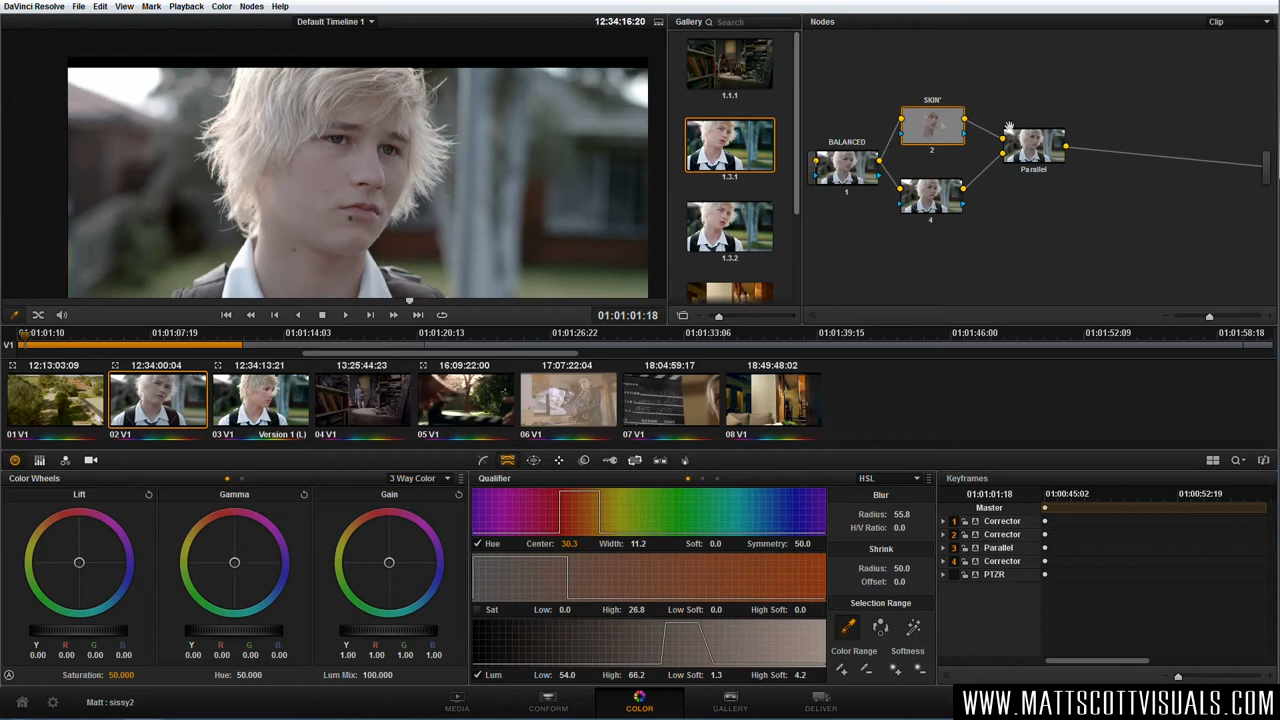 DaVinci Resolve File Edit View Mark Playback Color Nodes Help
Default Timeline 1 12:34:16:20 Gallery Search Nodes Clip
1.1.1
1.3.1
1.3.2
SKIN'
2
BALANCED
1
Parallel
4
01:01:01:18
01:01:01:10 01:01:07:19 01:01:14:03 01:01:20:13 01:01:26:22 01:01:33:06 01:01:39:15 01:01:46:00 01:01:52:09 01:01:58:18
V1
12:13:03:09 12:34:00:04 12:34:13:21 13:25:44:23 16:09:22:00 17:07:22:04 18:04:59:17 18:49:48:02
01 V1 02 V1 03 V1 Version 1 (L) 04 V1 05 V1 06 V1 07 V1 08 V1
Color Wheels 3 Way Color Qualifier HSL Keyframes
Lift Gamma Gain
Y R G B Y R G B Y R G B
0.00 0.00 0.00 0.00 0.00 0.00 0.00 0.00 1.00 1.00 1.00 1.00
A Saturation: 50.000 Hue: 50.000 Lum Mix: 100.000
Hue Center: 30.3 Width: 11.2 Soft: 0.0 Symmetry: 50.0
Sat Low: 0.0 High: 26.8 Low Soft: 0.0 High Soft: 0.0
Lum Low: 54.0 High: 66.2 Low Soft: 1.3 High Soft: 4.2
Blur
Radius: 55.8
H/V Ratio: 0.0
Shrink
Radius: 50.0
Offset: 0.0
Selection Range
Color Range Softness
01:01:01:18 00:00:45:02 00:00:52:19
Master
1 A Corrector
2 A Corrector
3 A Parallel
4 A Corrector
A PTZR
Matt : sissy2 MEDIA CONFORM COLOR GALLERY DELIVER
WWW.MATTSCOTTVISUALS.COM